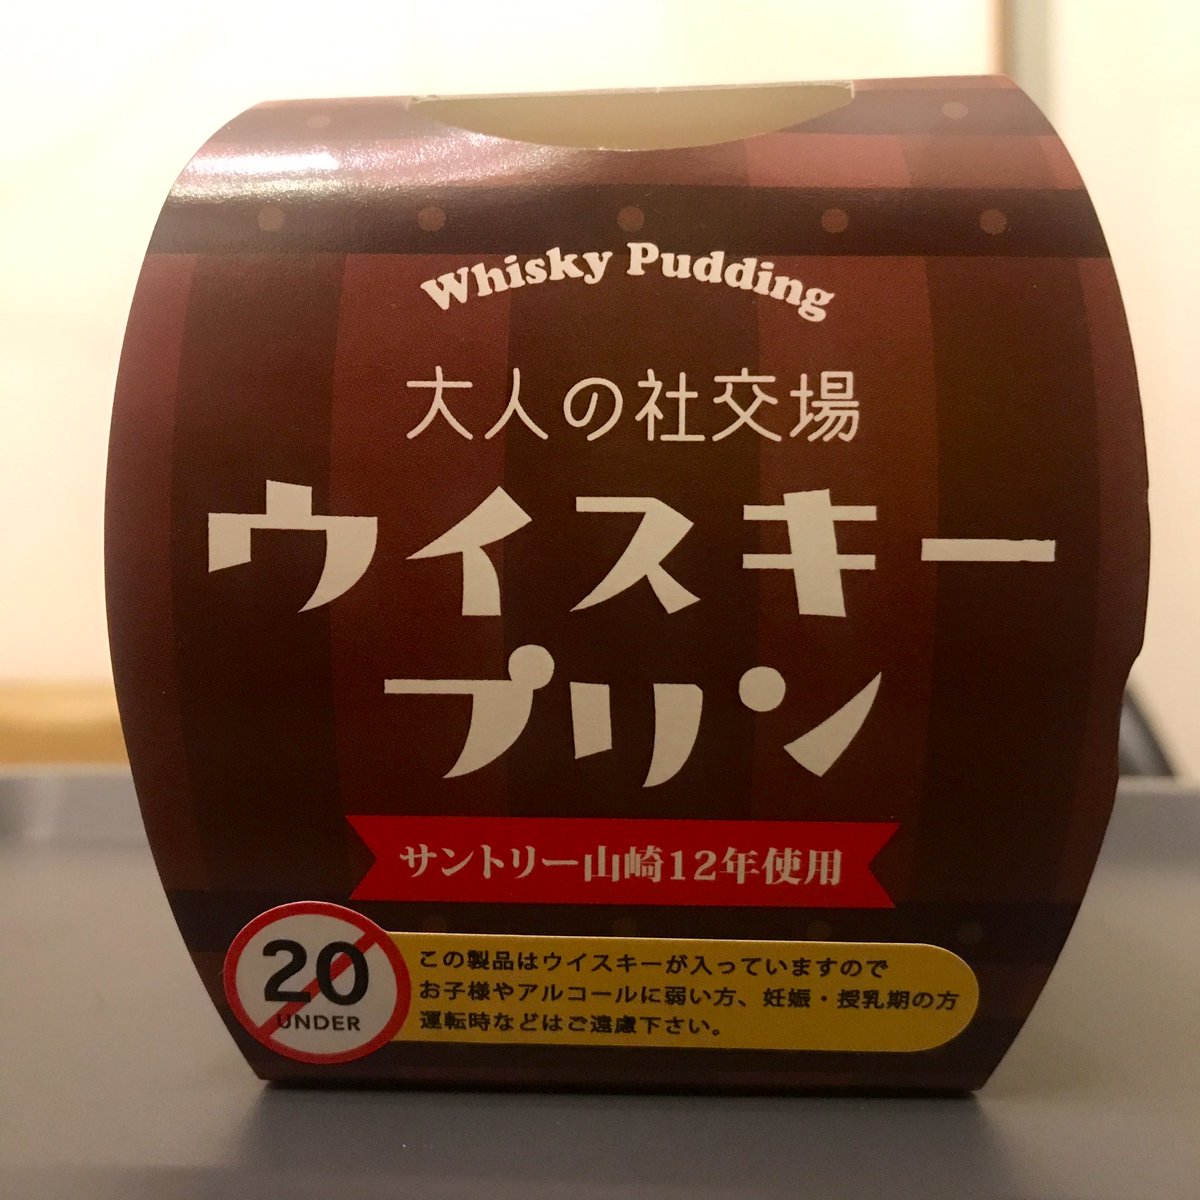 Whisky Pudding
大人の社交場
ウイスキー
プリン
サントリー山崎12年使用
20
UNDER
この製品はウイスキーが入っていますので
お子様やアルコールに弱い方、妊娠・授乳期の方
運転時などはご遠慮下さい。